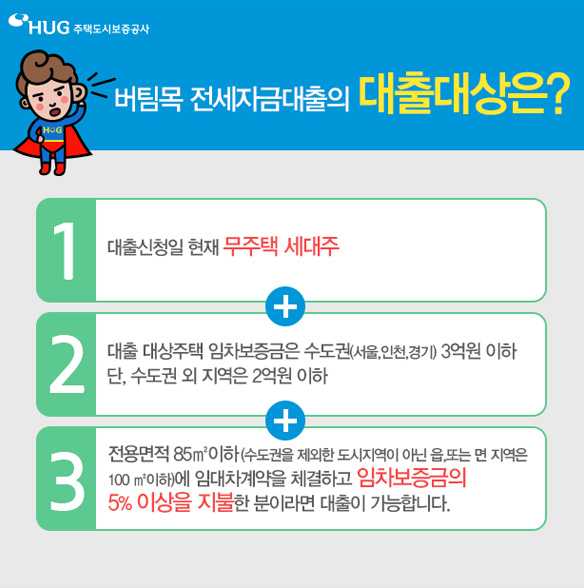 HUG 주택도시보증공사
버팀목 전세자금대출의 대출대상은?
HUG
1
대출신청일 현재 무주택 세대주
+
2
대출 대상주택 임차보증금은 수도권(서울,인천,경기) 3억원 이하
단, 수도권 외 지역은 2억원 이하
+
3
전용면적 85㎡이하(수도권을 제외한 도시지역이 아닌 읍,또는 면 지역은
100 ㎡이하)에 임대차계약을 체결하고 임차보증금의
5% 이상을 지불한 분이라면 대출이 가능합니다.